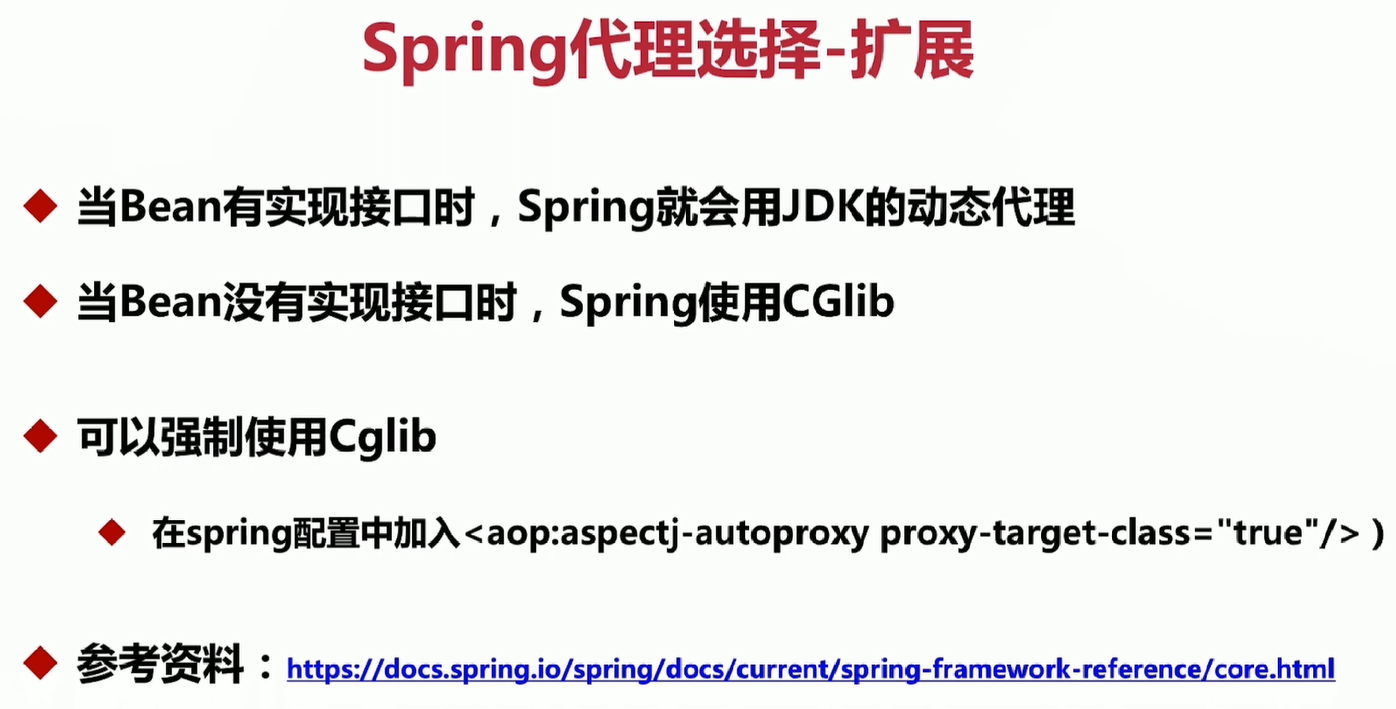 Spring代理选择-扩展
当Bean有实现接口时，Spring就会用JDK的动态代理
当Bean没有实现接口时，Spring使用CGlib
可以强制使用Cglib
在spring配置中加入<aop:aspectj-autoproxy proxy-target-class="true"/>）
参考资料：https://docs.spring.io/spring/docs/current/spring-framework-reference/core.html